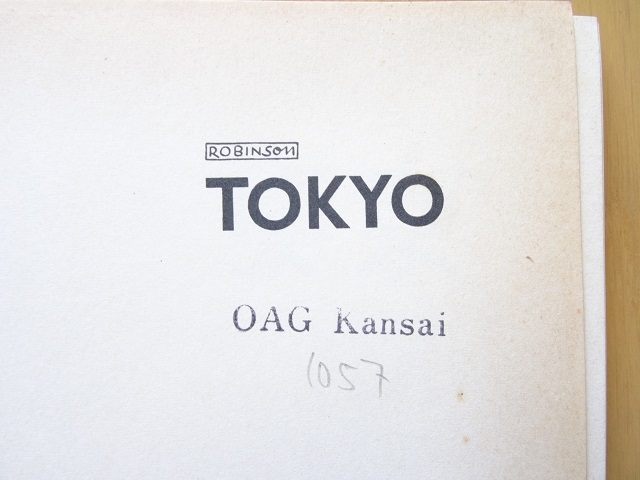 ROBINSON
TOKYO
OAG Kansai
1057